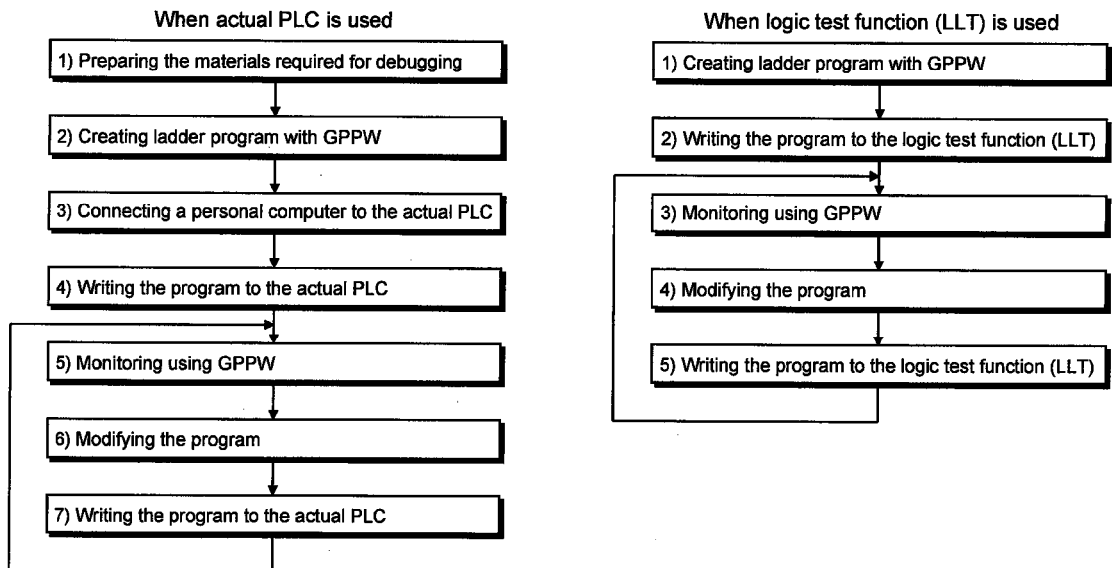 When actual PLC is used
1) Preparing the materials required for debugging
2) Creating ladder program with GPPW
3) Connecting a personal computer to the actual PLC
4) Writing the program to the actual PLC
5) Monitoring using GPPW
6) Modifying the program
7) Writing the program to the actual PLC
When logic test function (LLT) is used
1) Creating ladder program with GPPW
2) Writing the program to the logic test function (LLT)
3) Monitoring using GPPW
4) Modifying the program
5) Writing the program to the logic test function (LLT)